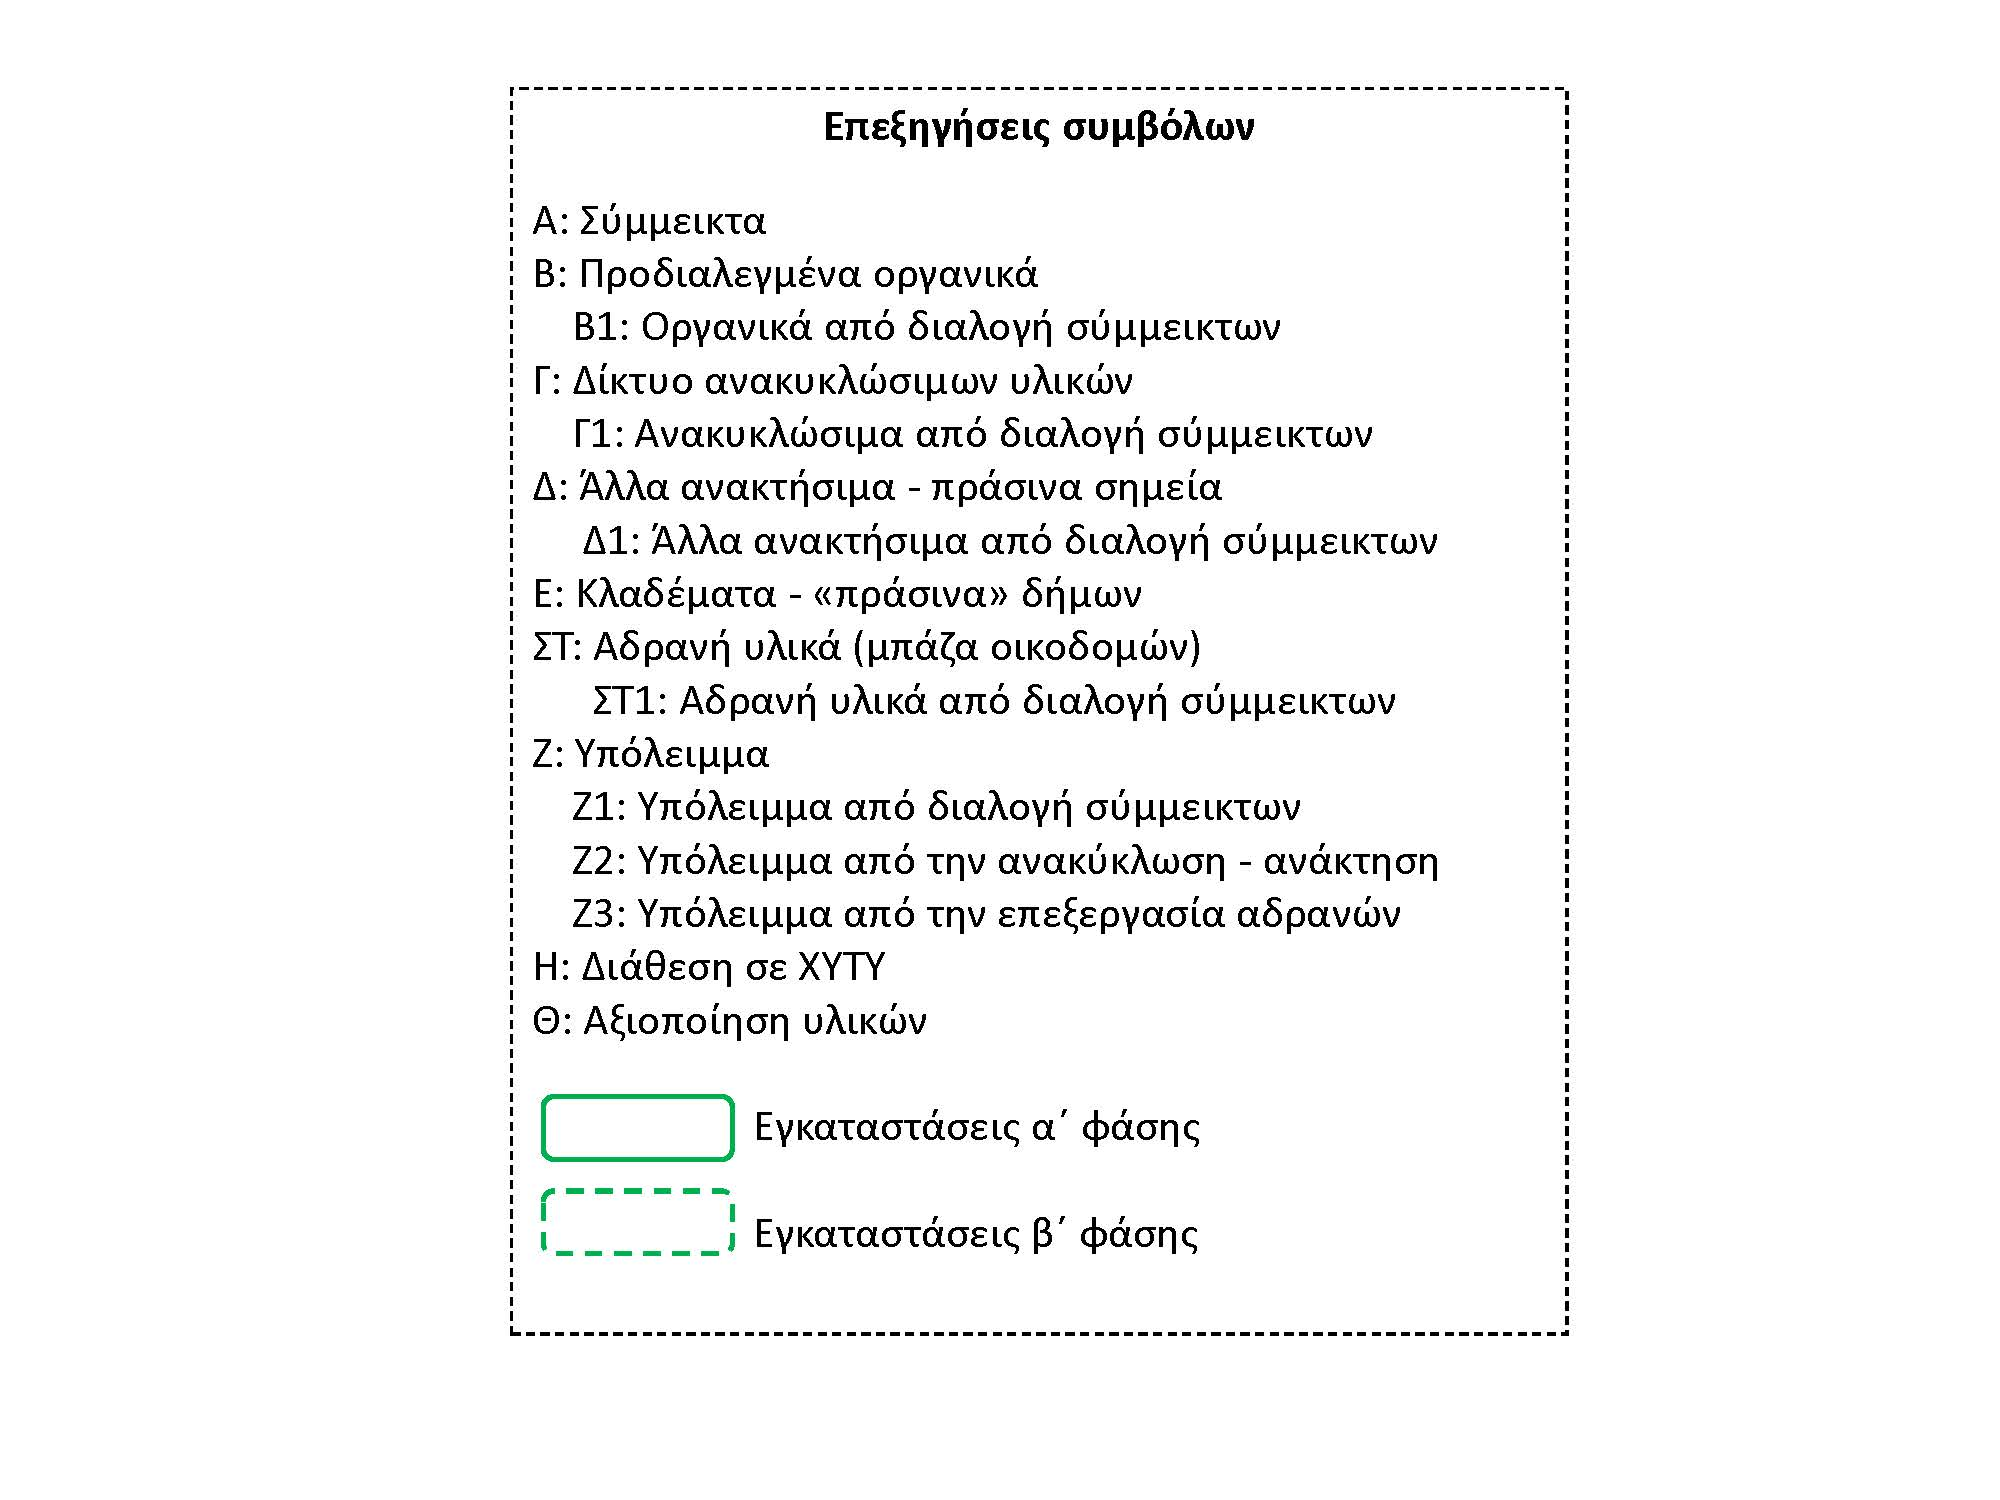 Επεξηγήσεις συμβόλων
Α: Σύμμεικτα
Β: Προδιαλεγμένα οργανικά
Β1: Οργανικά από διαλογή σύμμεικτων
Γ: Δίκτυο ανακυκλώσιμων υλικών
Γ1: Ανακυκλώσιμα από διαλογή σύμμεικτων
Δ: Άλλα ανακτήσιμα - πράσινα σημεία
Δ1: Άλλα ανακτήσιμα από διαλογή σύμμεικτων
Ε: Κλαδέματα - «πράσινα» δήμων
ΣΤ: Αδρανή υλικά (μπάζα οικοδομών)
ΣΤ1: Αδρανή υλικά από διαλογή σύμμεικτων
Ζ: Υπόλειμμα
Ζ1: Υπόλειμμα από διαλογή σύμμεικτων
Ζ2: Υπόλειμμα από την ανακύκλωση - ανάκτηση
Ζ3: Υπόλειμμα από την επεξεργασία αδρανών
Η: Διάθεση σε ΧΥΤΥ
Θ: Αξιοποίηση υλικών
Εγκαταστάσεις α΄ φάσης
Εγκαταστάσεις β΄ φάσης